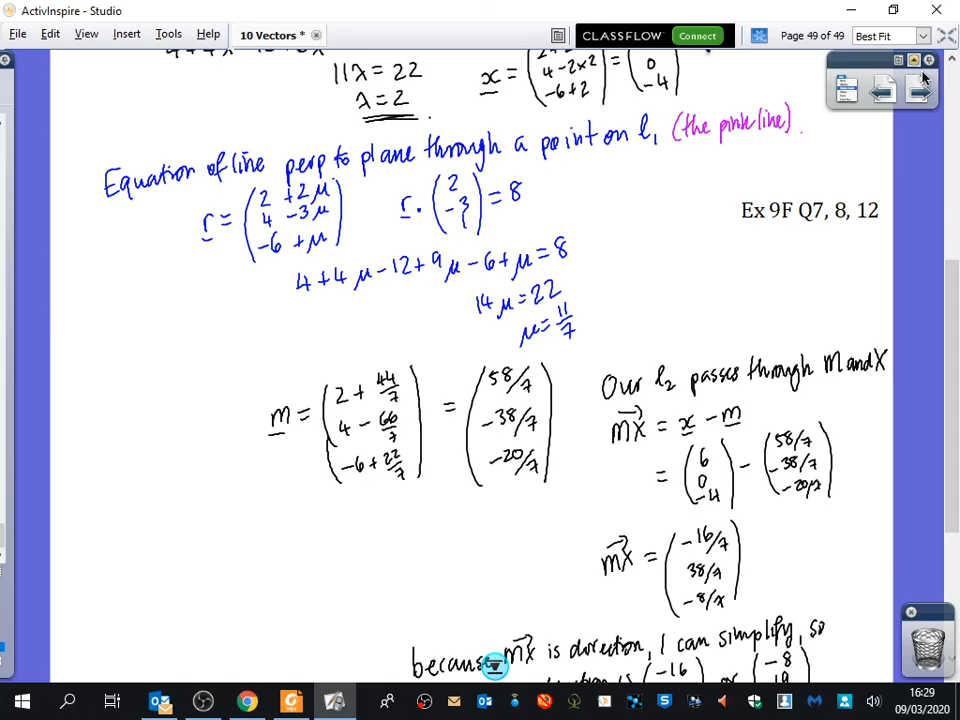 ActivInspire - Studio
File Edit View Insert Tools Help
10 Vectors *
CLASSFLOW Connect
Page 49 of 49
Best Fit
11λ = 22
λ = 2
x = ( 4 - 2×2 -6 + 2 ) = ( 0 -4 )
Equation of line perp to plane through a point on l₁ (the pink line).
r = ( 2 + 2μ 4 - 3μ -6 + μ ) r · ( 2 -3 1 ) = 8
Ex 9F Q7, 8, 12
4 + 4μ - 12 + 9μ - 6 + μ = 8
14μ = 22
μ = 11/7
m = ( 2 + 44/7 4 - 66/7 -6 + 22/7 ) = ( 58/7 -38/7 -20/7 )
Our l₂ passes through M and X
MX = x - m
= ( 6 0 -4 ) - ( 58/7 -38/7 -20/7 )
MX = ( -16/7 38/7 -8/7 )
because MX is direction, I can simplify, so
is ( -16 or ( -8 19
16:29
09/03/2020